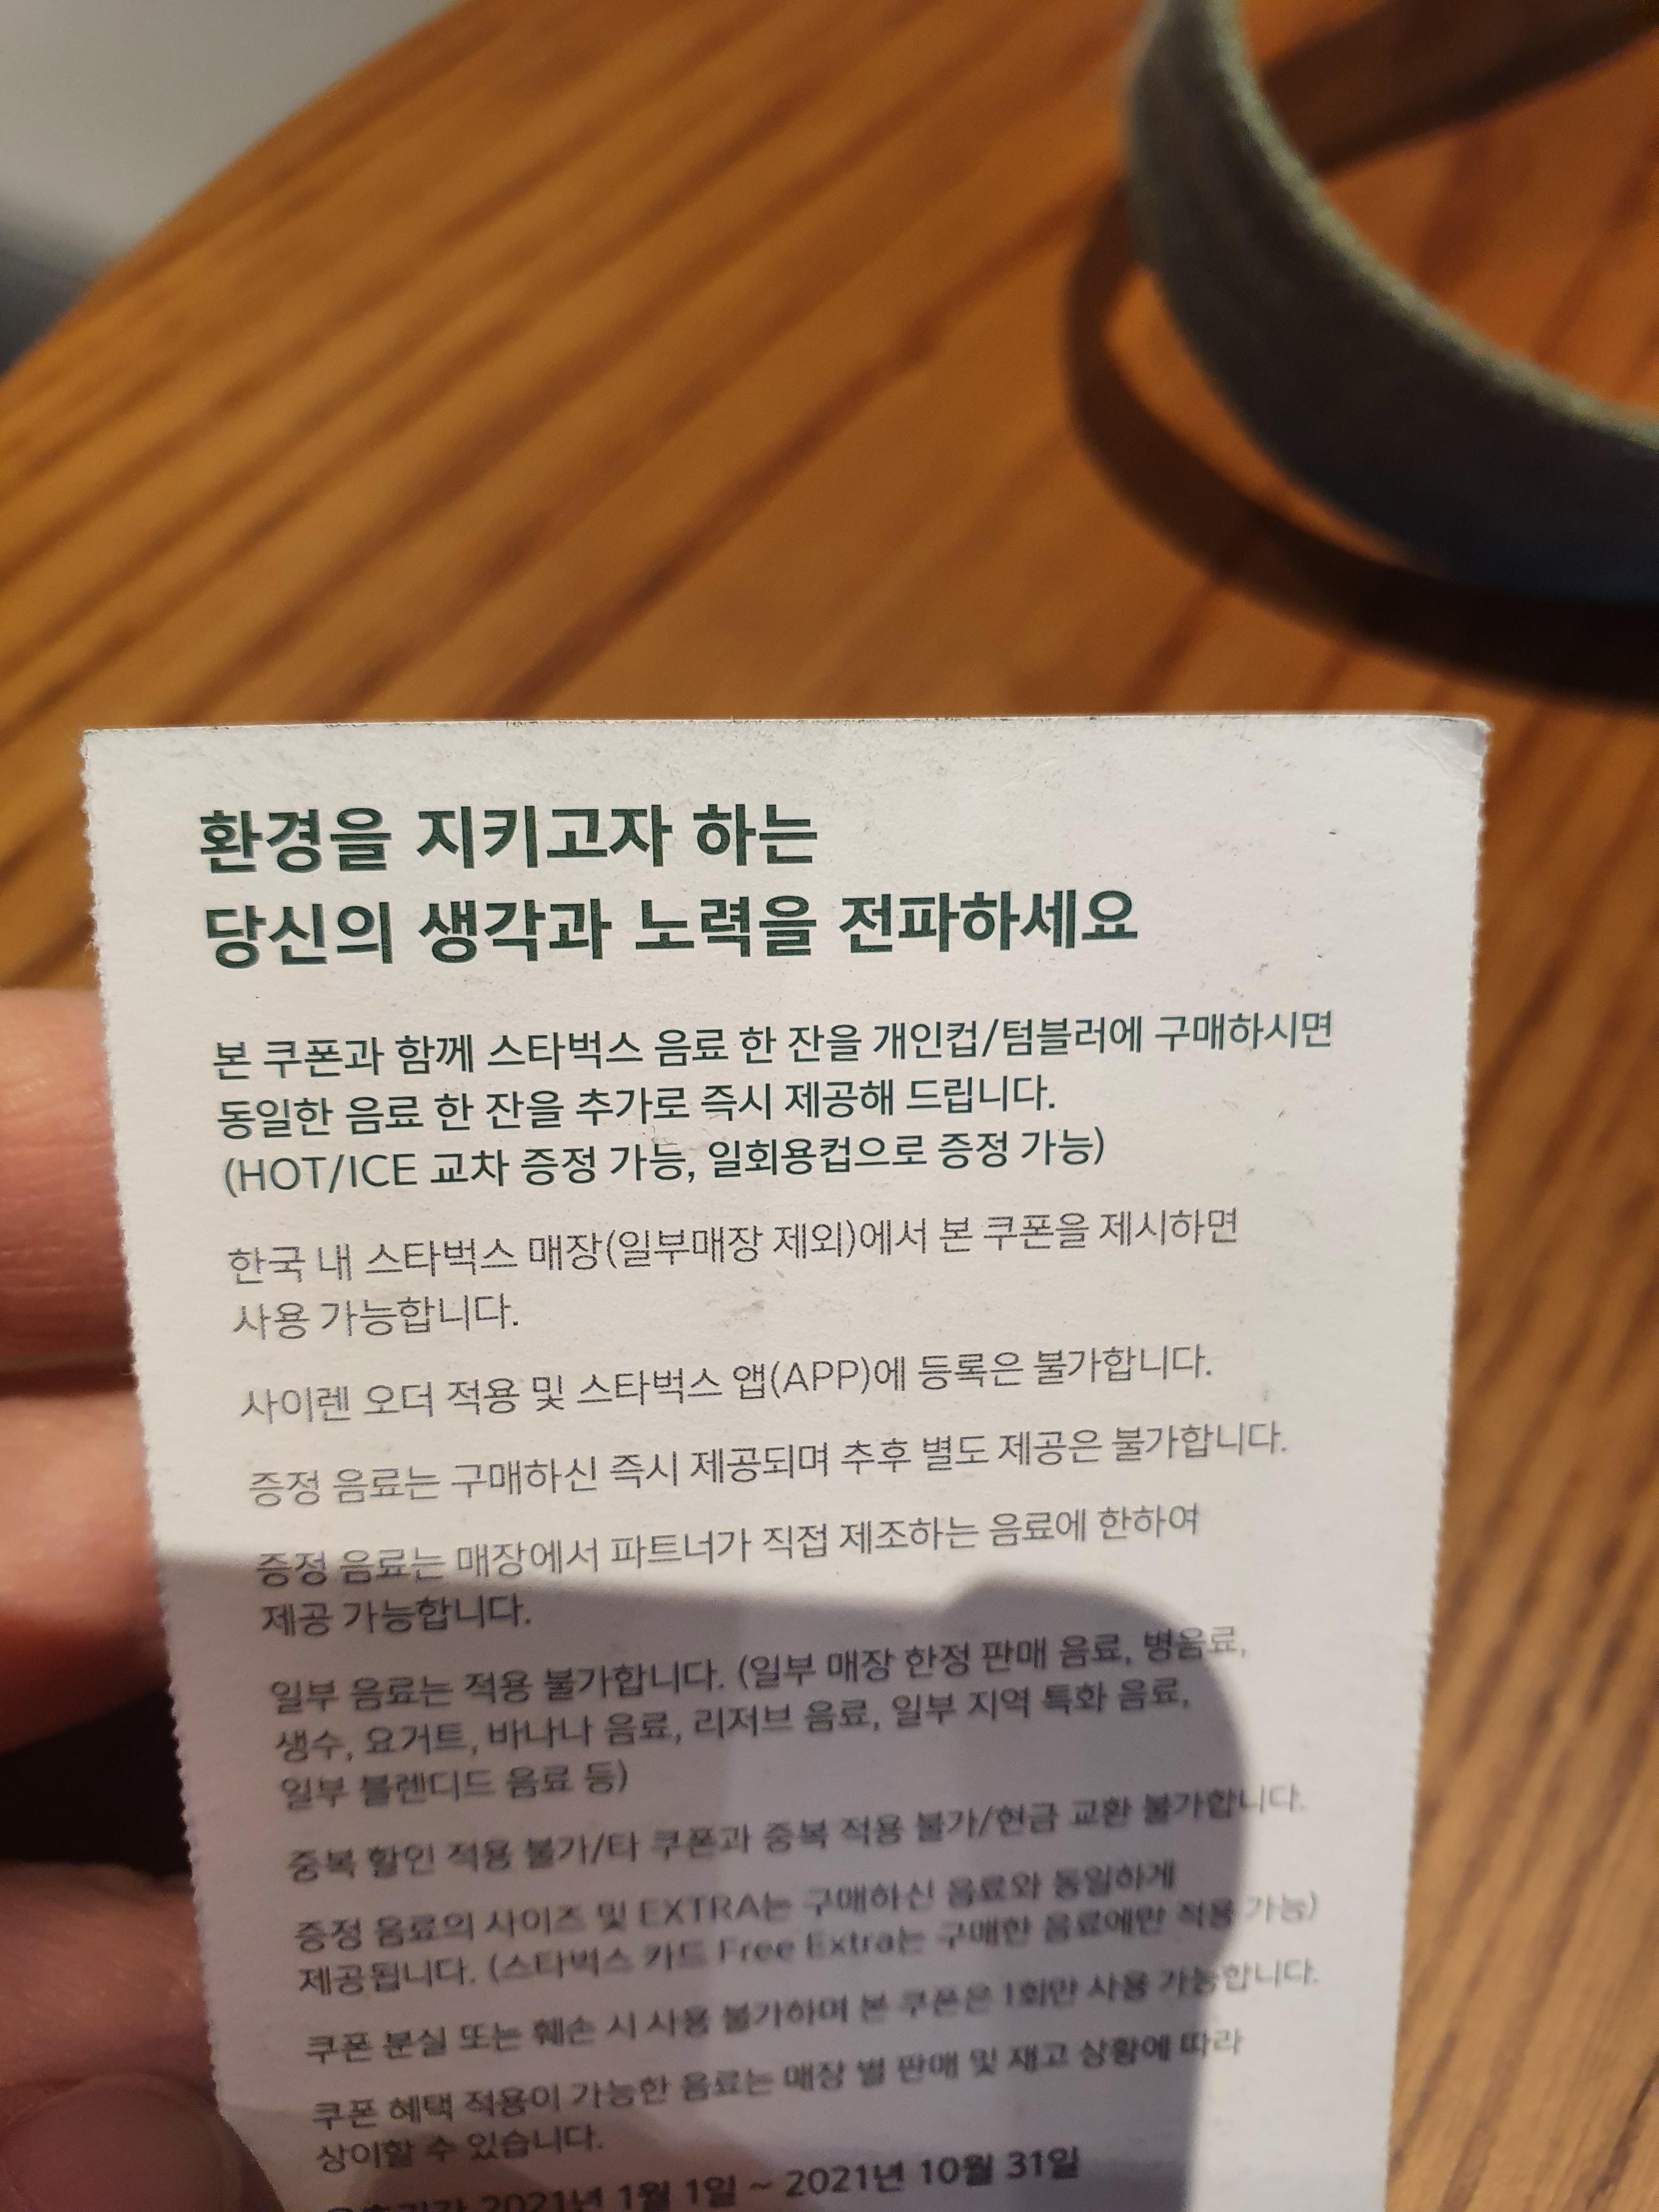 환경을 지키고자 하는
당신의 생각과 노력을 전파하세요
본 쿠폰과 함께 스타벅스 음료 한 잔을 개인컵/텀블러에 구매하시면
동일한 음료 한 잔을 추가로 즉시 제공해 드립니다.
(HOT/ICE 교차 증정 가능, 일회용컵으로 증정 가능)
한국 내 스타벅스 매장(일부매장 제외)에서 본 쿠폰을 제시하면
사용 가능합니다.
사이렌 오더 적용 및 스타벅스 앱(APP)에 등록은 불가합니다.
증정 음료는 구매하신 즉시 제공되며 추후 별도 제공은 불가합니다.
증정 음료는 매장에서 파트너가 직접 제조하는 음료에 한하여
제공 가능합니다.
일부 음료는 적용 불가합니다. (일부 매장 한정 판매 음료, 병음료,
생수, 요거트, 바나나 음료, 리저브 음료, 일부 지역 특화 음료,
일부 블렌디드 음료 등)
중복 할인 적용 불가/타 쿠폰과 중복 적용 불가/현금 교환 불가합니다.
증정 음료의 사이즈 및 EXTRA는 구매하신 음료와 동일하게
제공됩니다. (스타벅스 카드 Free Extra는 구매한 음료에만 적용 가능)
쿠폰 분실 또는 훼손 시 사용 불가하며 본 쿠폰은 1회만 사용 가능합니다.
쿠폰 혜택 적용이 가능한 음료는 매장 별 판매 및 재고 상황에 따라
상이할 수 있습니다.
2021년 1월 1일 ~ 2021년 10월 31일